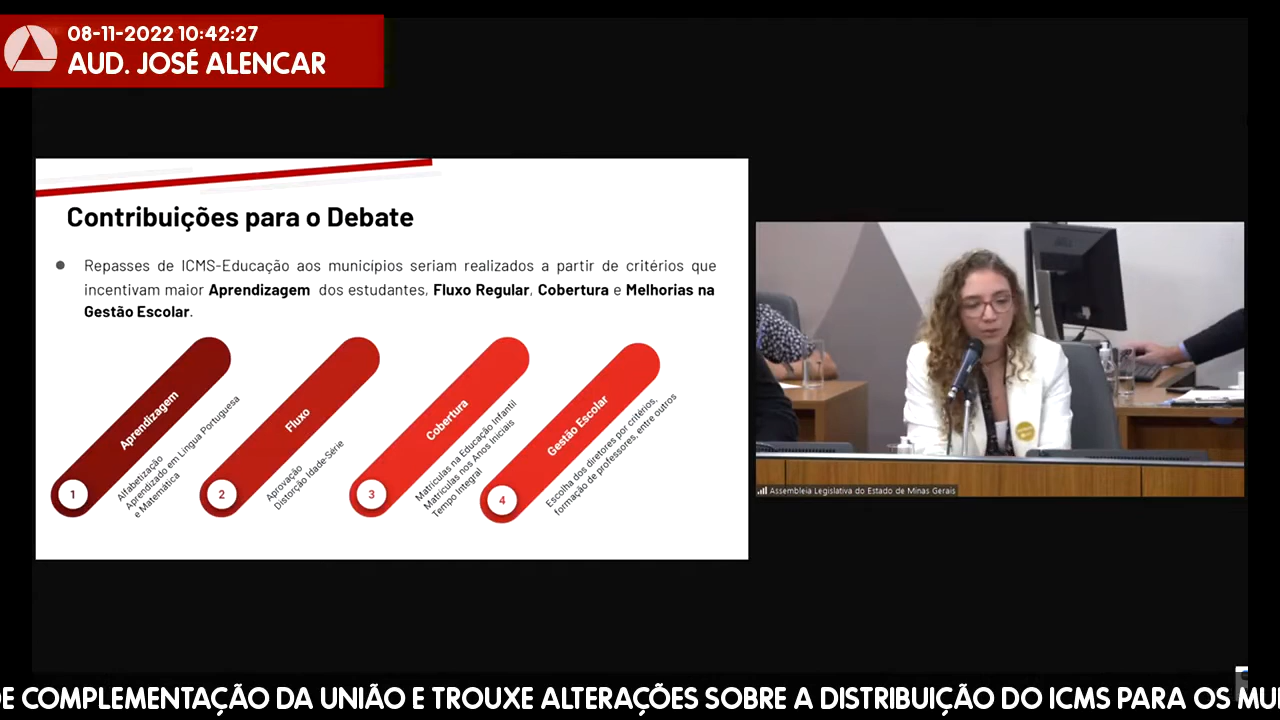 08-11-2022 10:42:27
AUD. JOSÉ ALENCAR
Contribuições para o Debate
Repasses de ICMS-Educação aos municípios seriam realizados a partir de critérios que
incentivam maior Aprendizagem dos estudantes, Fluxo Regular, Cobertura e Melhorias na
Gestão Escolar.
1
Aprendizagem
Alfabetização
Aprendizado em Língua Portuguesa
e Matemática
2
Fluxo
Aprovação
Distorção Idade-Série
3
Cobertura
Matrículas na Educação Infantil
Matrículas nos Anos Iniciais
Tempo Integral
4
Gestão Escolar
Escolha dos diretores por critérios,
formação de professores, entre outros
Assembleia Legislativa do Estado de Minas Gerais
DE COMPLEMENTAÇÃO DA UNIÃO E TROUXE ALTERAÇÕES SOBRE A DISTRIBUIÇÃO DO ICMS PARA OS MU